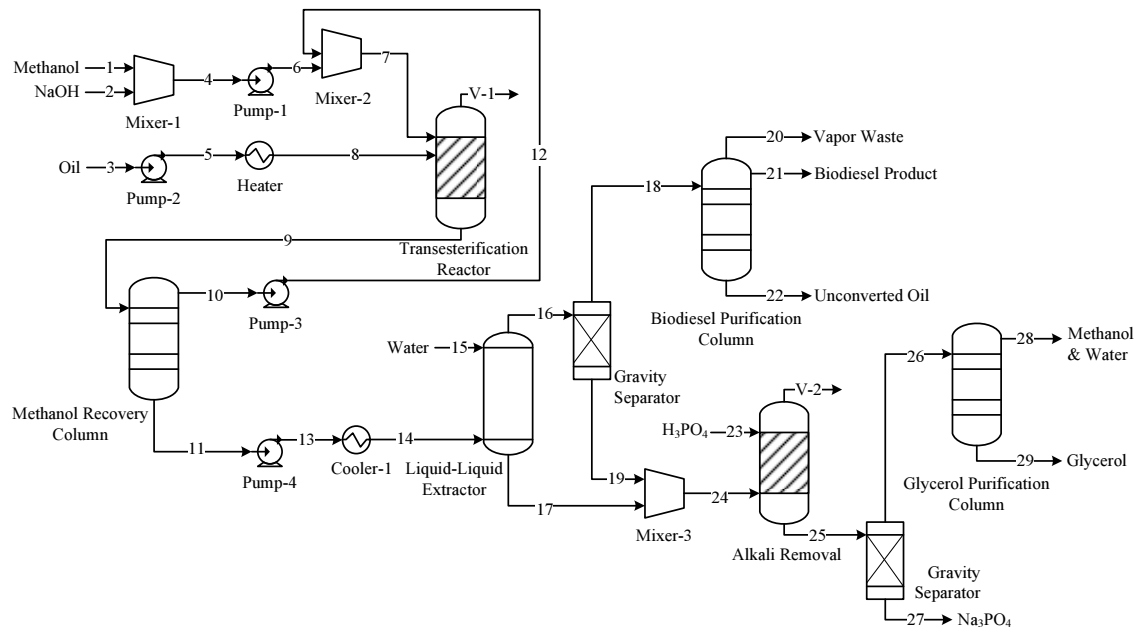 12
7
Methanol
1
4
6
NaOH
2
Mixer-1
Pump-1
Mixer-2
V-1
Oil
3
5
8
12
Pump-2
Heater
20
Vapor Waste
18
21
Biodiesel Product
9
Transesterification
Reactor
10
Pump-3
22
Unconverted Oil
Biodiesel Purification
Column
16
Water
15
Gravity
Separator
28
Methanol
& Water
26
V-2
Methanol Recovery
Column
H₃PO₄
23
11
13
14
Pump-4
Cooler-1
Liquid-Liquid
Extractor
19
24
29
Glycerol
Glycerol Purification
Column
17
Mixer-3
25
Alkali Removal
Gravity
Separator
27
Na₃PO₄